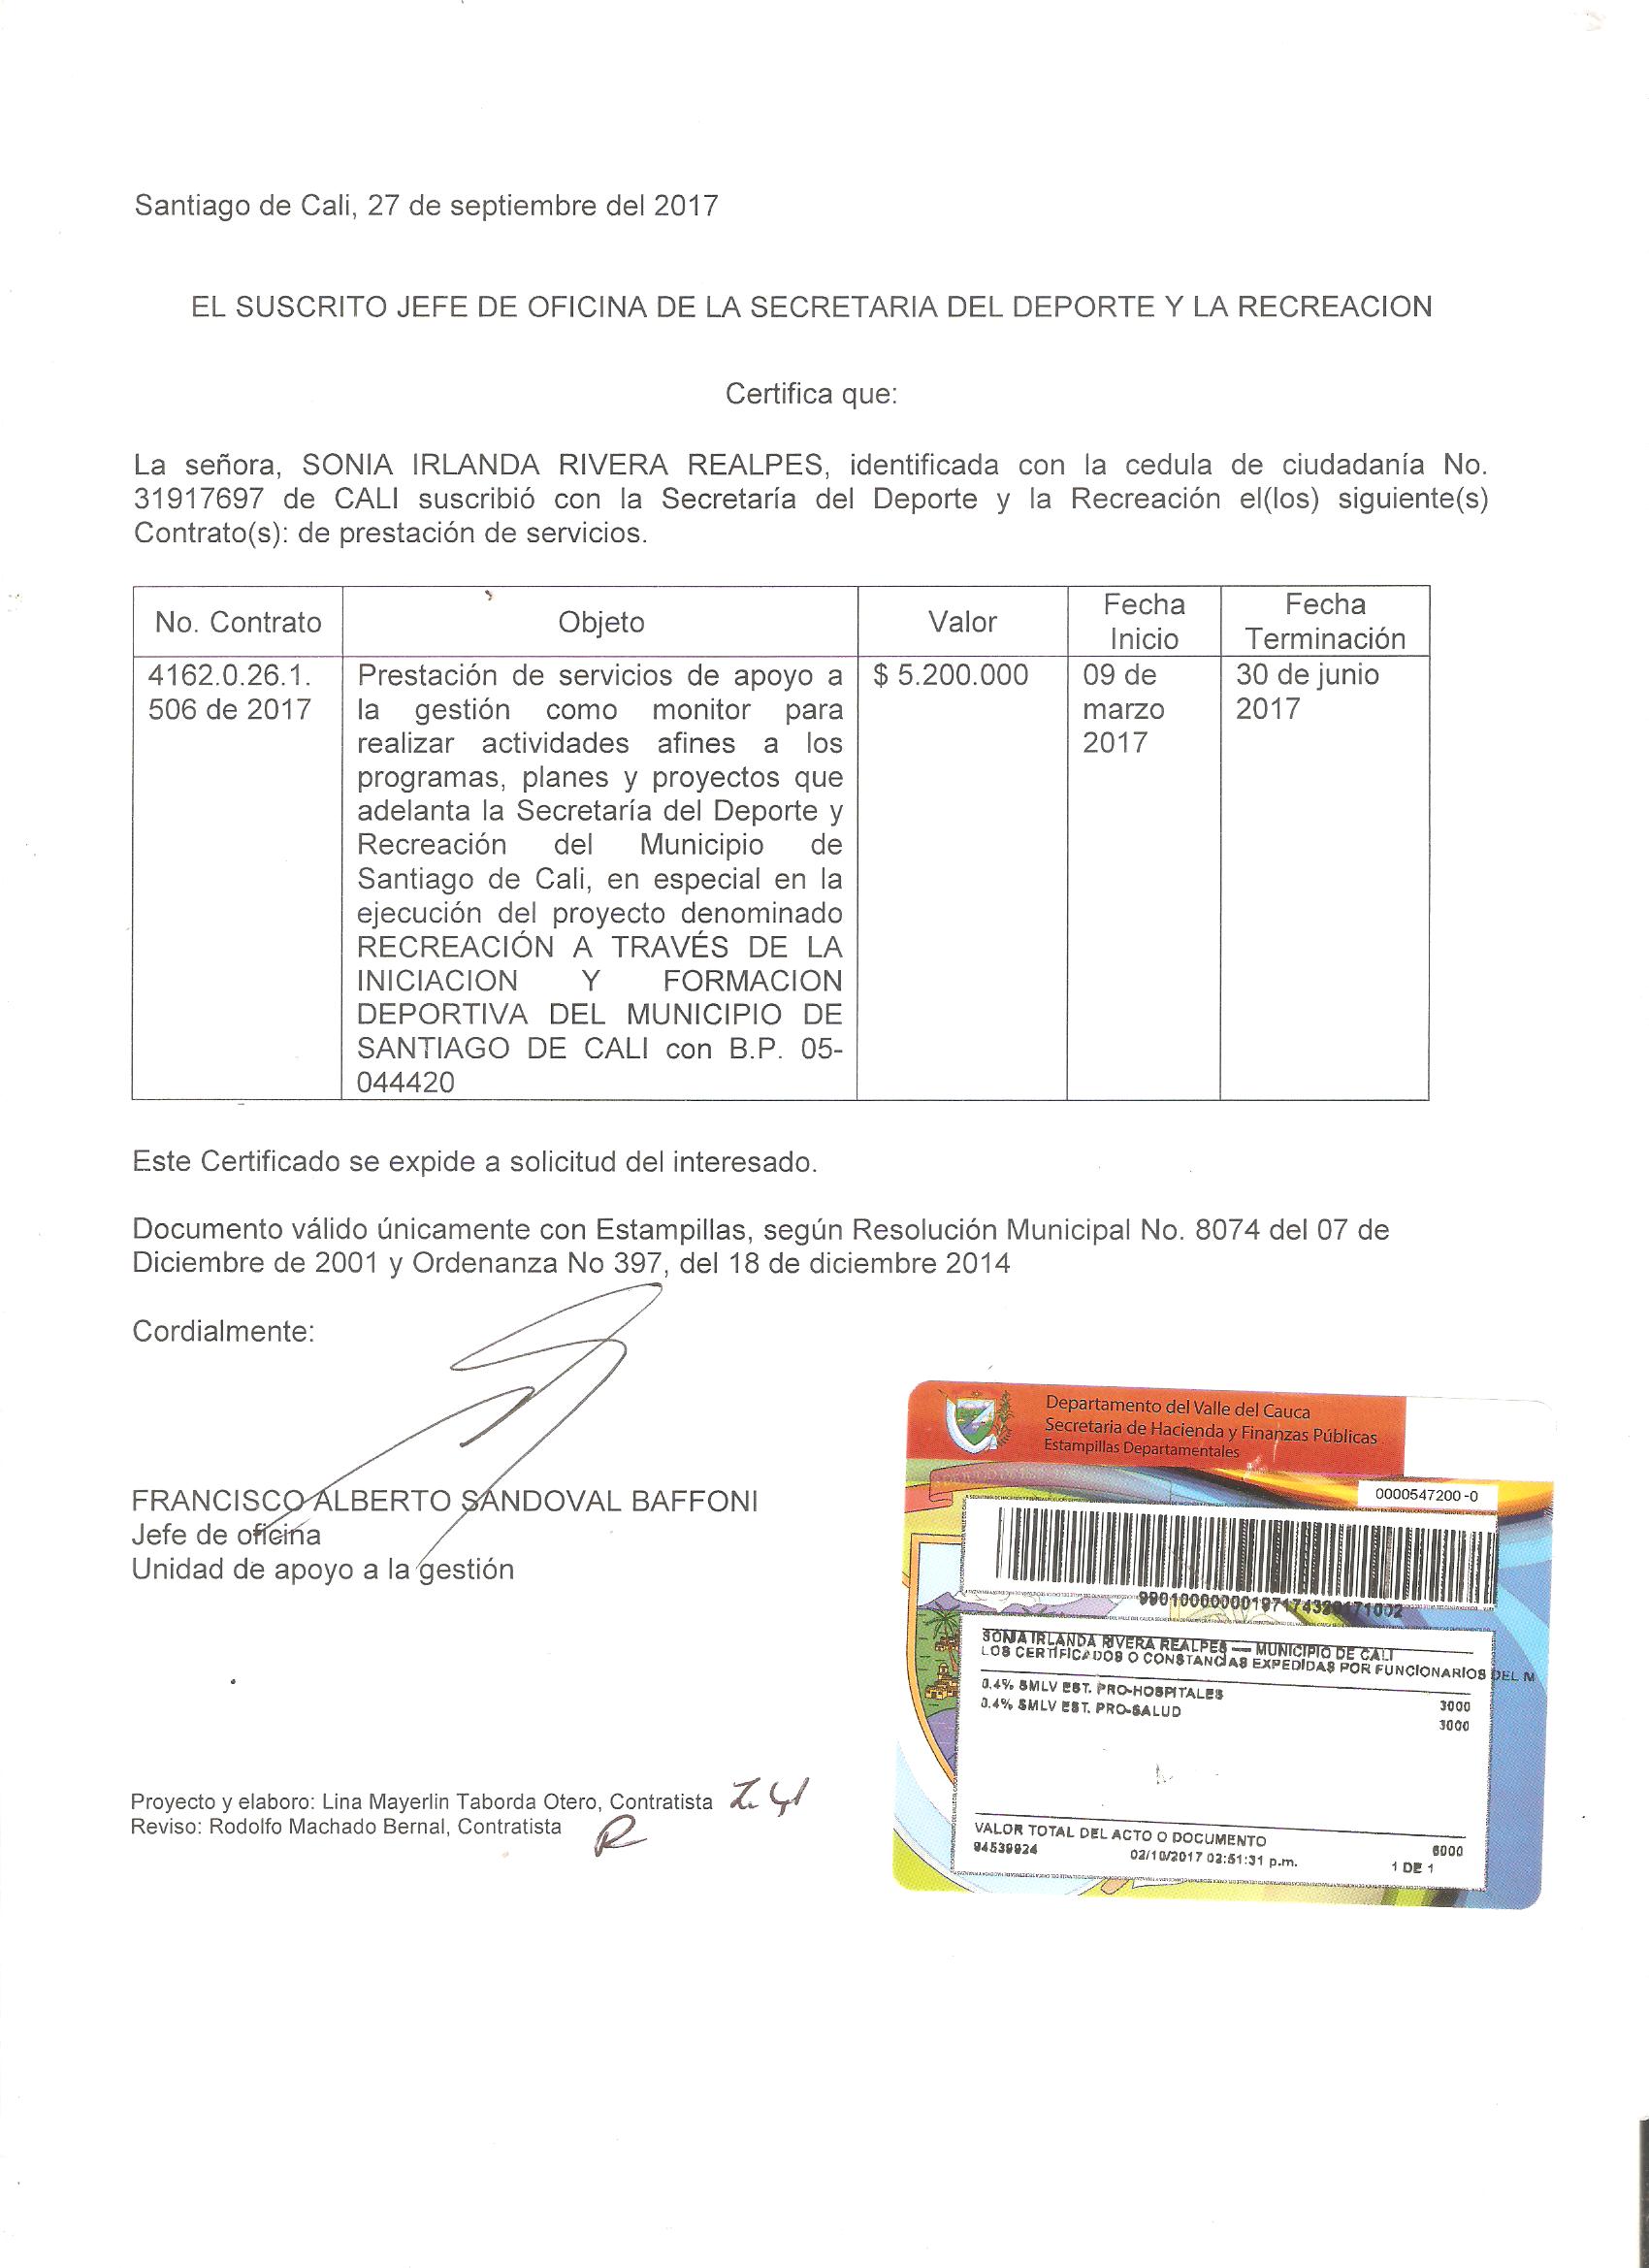 Santiago de Cali, 27 de septiembre del 2017
EL SUSCRITO JEFE DE OFICINA DE LA SECRETARIA DEL DEPORTE Y LA RECREACION
Certifica que:
La señora, SONIA IRLANDA RIVERA REALPES, identificada con la cedula de ciudadanía No.
31917697 de CALI suscribió con la Secretaría del Deporte y la Recreación el(los) siguiente(s)
Contrato(s): de prestación de servicios.
No. Contrato
Objeto
Valor
Fecha
Inicio
Fecha
Terminación
4162.0.26.1.
506 de 2017
Prestación de servicios de apoyo a
la gestión como monitor para
realizar actividades afines a los
programas, planes y proyectos que
adelanta la Secretaría del Deporte y
Recreación del Municipio de
Santiago de Cali, en especial en la
ejecución del proyecto denominado
RECREACIÓN A TRAVÉS DE LA
INICIACION Y FORMACION
DEPORTIVA DEL MUNICIPIO DE
SANTIAGO DE CALI con B.P. 05-
044420
$ 5.200.000
09 de
marzo
2017
30 de junio
2017
Este Certificado se expide a solicitud del interesado.
Documento válido únicamente con Estampillas, según Resolución Municipal No. 8074 del 07 de
Diciembre de 2001 y Ordenanza No 397, del 18 de diciembre 2014
Cordialmente:
FRANCISCO ALBERTO SANDOVAL BAFFONI
Jefe de oficina
Unidad de apoyo a la gestión
Proyecto y elaboro: Lina Mayerlin Taborda Otero, Contratista
Reviso: Rodolfo Machado Bernal, Contratista
Departamento del Valle del Cauca
Secretaria de Hacienda y Finanzas Públicas
Estampillas Departamentales
0000547200-0
SONIA IRLANDA RIVERA REALPES — MUNICIPIO DE CALI
LOS CERTIFICADOS O CONSTANCIAS EXPEDIDAS POR FUNCIONARIOS DEL M
0.4% SMLV EST. PRO-HOSPITALES 3000
0.4% SMLV EST. PRO-SALUD 3000
VALOR TOTAL DEL ACTO O DOCUMENTO 6000
94539924 02/10/2017 02:51:31 p.m. 1 DE 1